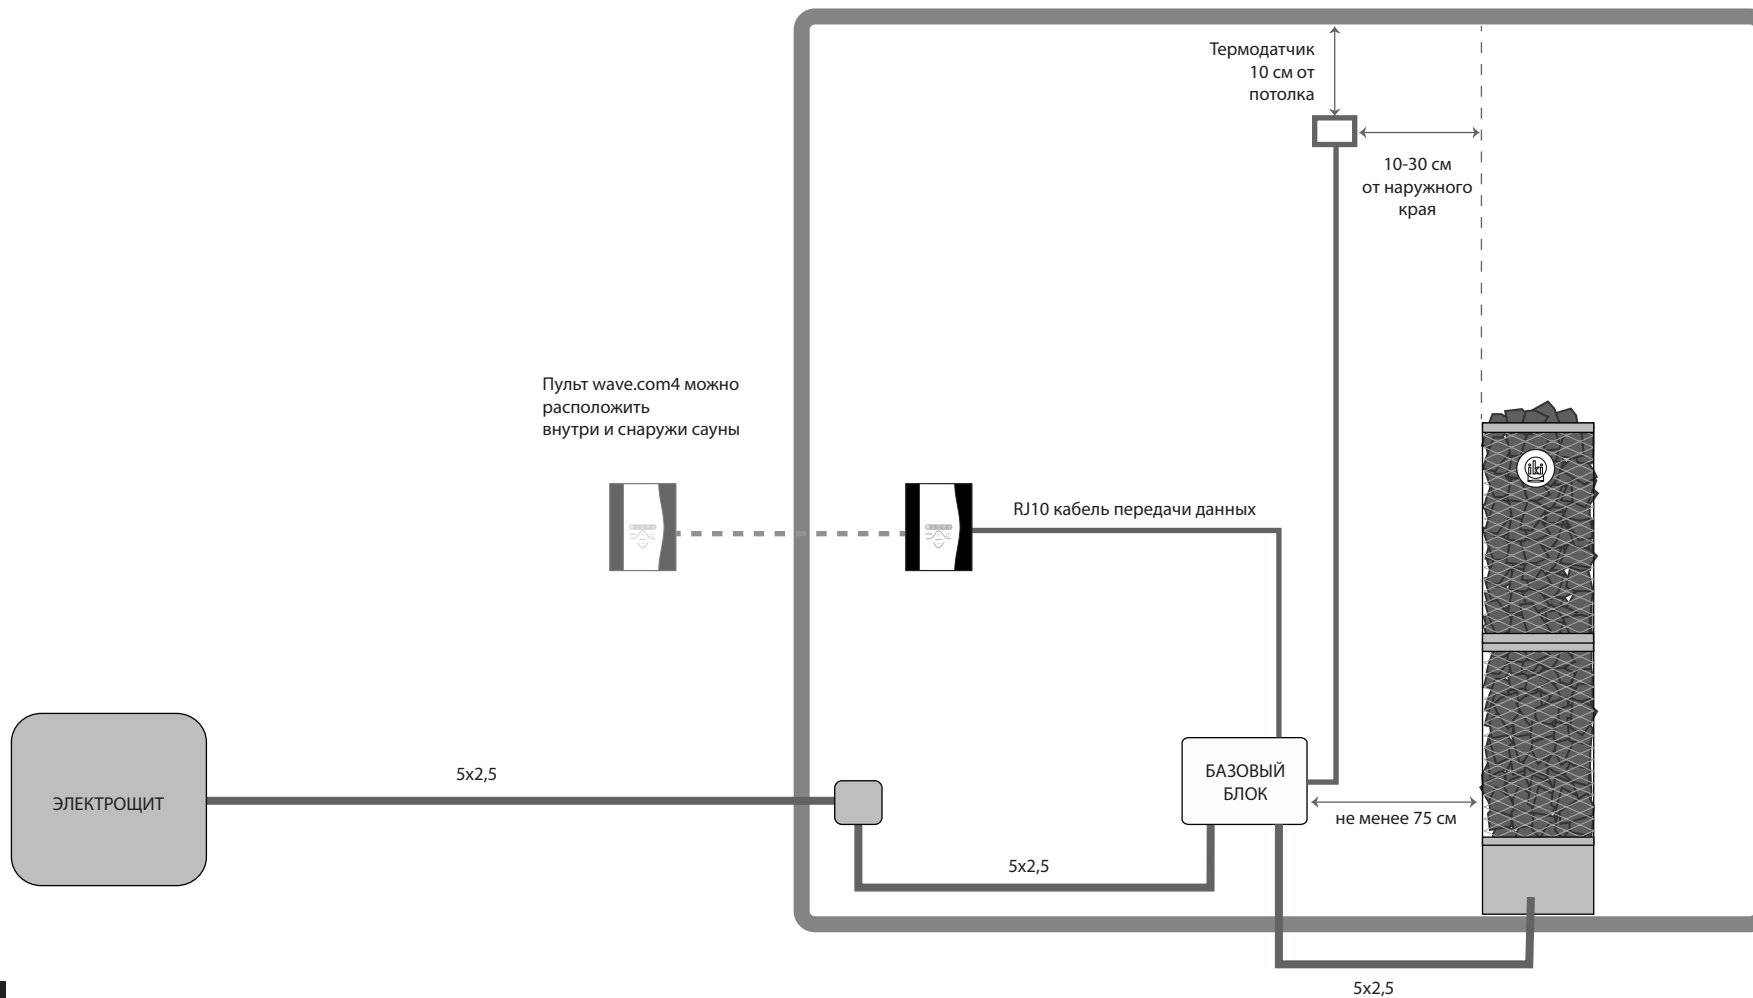 Термодатчик
10 см от
потолка
10-30 см
от наружного
края
Пульт wave.com4 можно
расположить
внутри и снаружи сауны
iki
RJ10 кабель передачи данных
5x2,5
ЭЛЕКТРОЩИТ
БАЗОВЫЙ
БЛОК
не менее 75 см
5x2,5
5x2,5